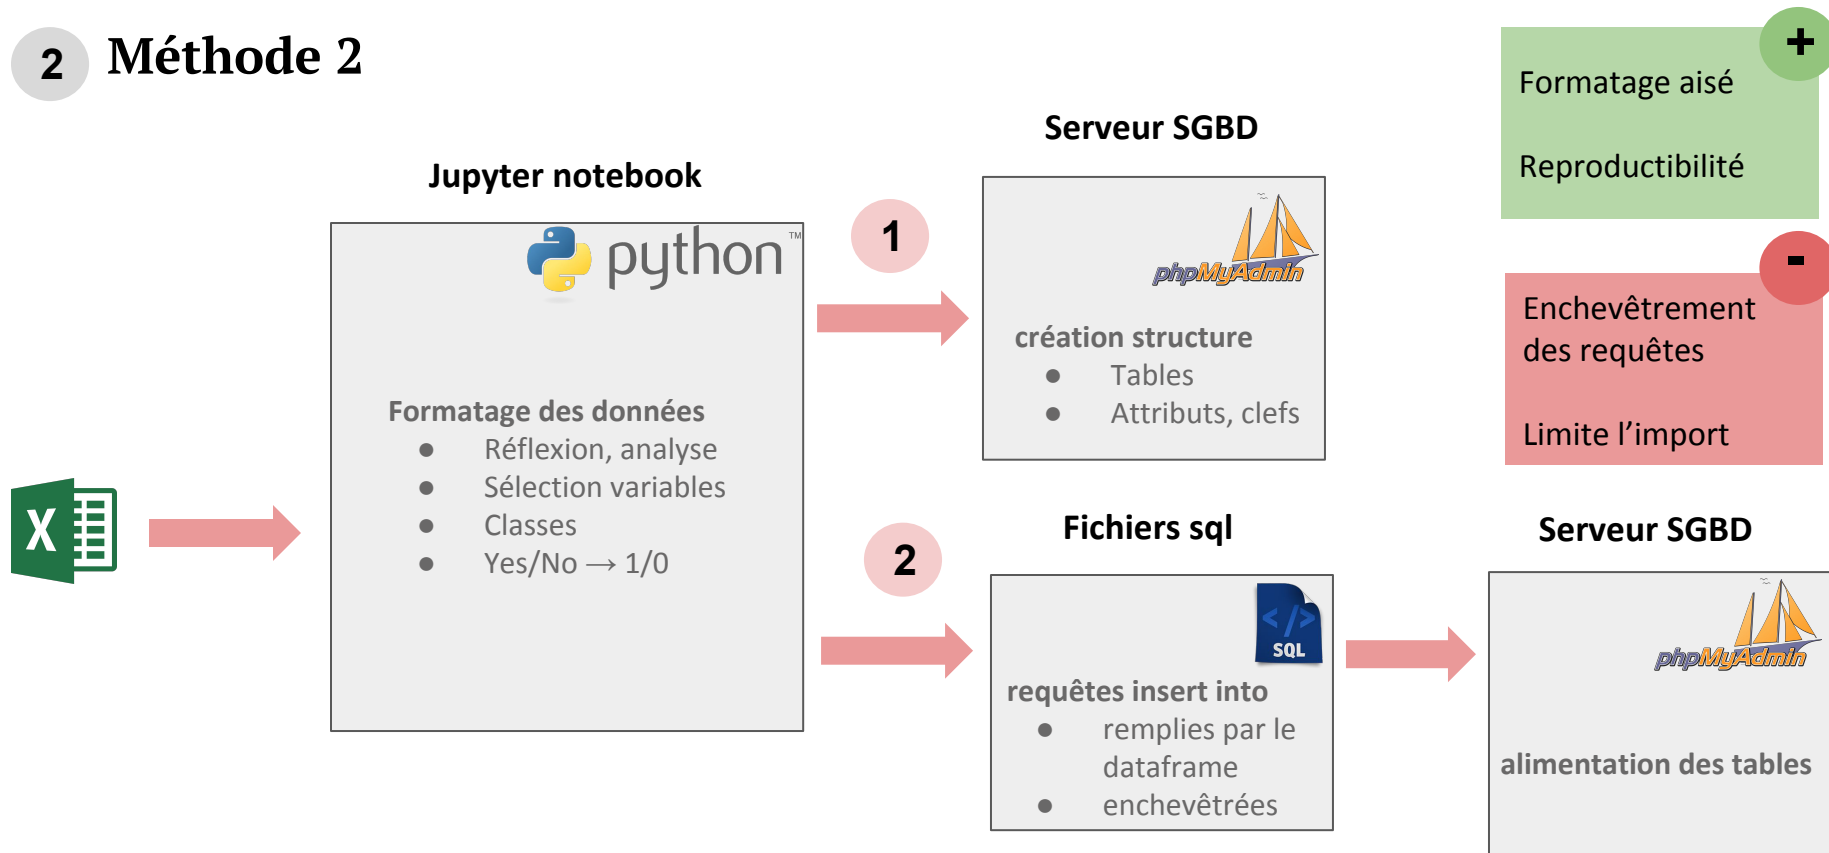 2 Méthode 2
Jupyter notebook
python™
Formatage des données
● Réflexion, analyse
● Sélection variables
● Classes
● Yes/No → 1/0
X
1
Serveur SGBD
phpMyAdmin
création structure
● Tables
● Attributs, clefs
2
Fichiers sql
</>
SQL
requêtes insert into
● remplies par le
dataframe
● enchevêtrées
Serveur SGBD
phpMyAdmin
alimentation des tables
+
Formatage aisé
Reproductibilité
-
Enchevêtrement
des requêtes
Limite l’import